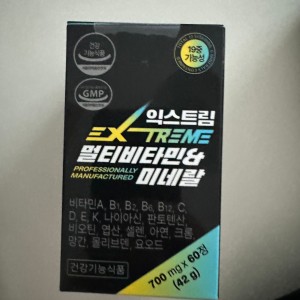 건강
기능식품
GMP
19중
기능성
익스트림
EXTREME
멀티비타민&
PROFESSIONALLY
MANUFACTURED
미네랄
비타민A, B₁, B₂, B₆, B₁₂, C,
D, E, K, 나이아신, 판토텐산,
비오틴, 엽산, 셀렌, 아연, 크롬,
망간, 몰리브덴, 요오드
건강기능식품
700 mg x 60정
(42 g)